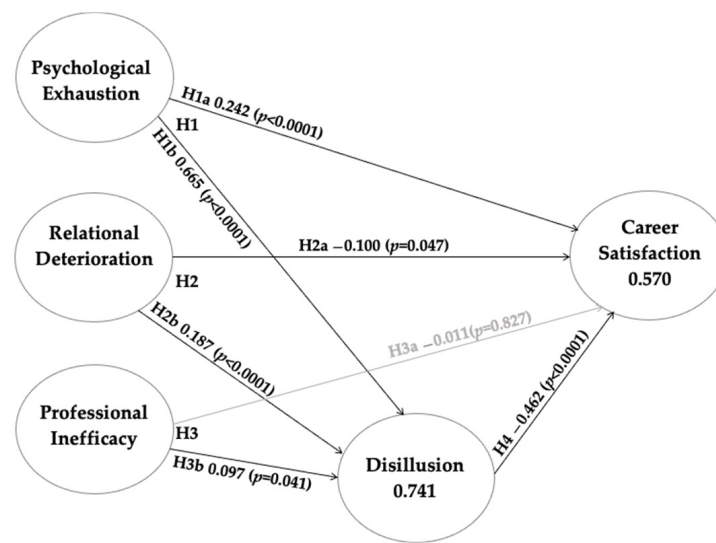 Psychological
Exhaustion
H1a 0.242 (p<0.0001)
H1
H1b 0.665 (p<0.0001)
Relational
Deterioration
H2a −0.100 (p=0.047)
H2
H2b 0.187 (p<0.0001)
Career
Satisfaction
0.570
H3a −0.011(p=0.827)
Professional
Inefficacy
H3
H3b 0.097 (p=0.041)
Disillusion
0.741
H4 −0.462 (p<0.0001)